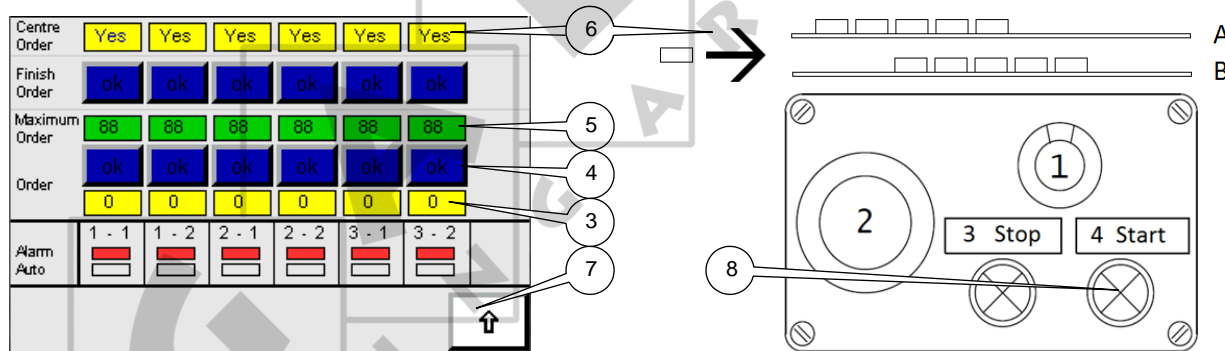 Centre Order Yes Yes Yes Yes Yes Yes
Finish Order ok ok ok ok ok ok
Maximum Order 88 88 88 88 88 88
Order ok ok ok ok ok ok
0 0 0 0 0 0
1 - 1 1 - 2 2 - 1 2 - 2 3 - 1 3 - 2
Alarm
Auto
6
5
4
3
7
8
A
B
1
2
3 Stop 4 Start